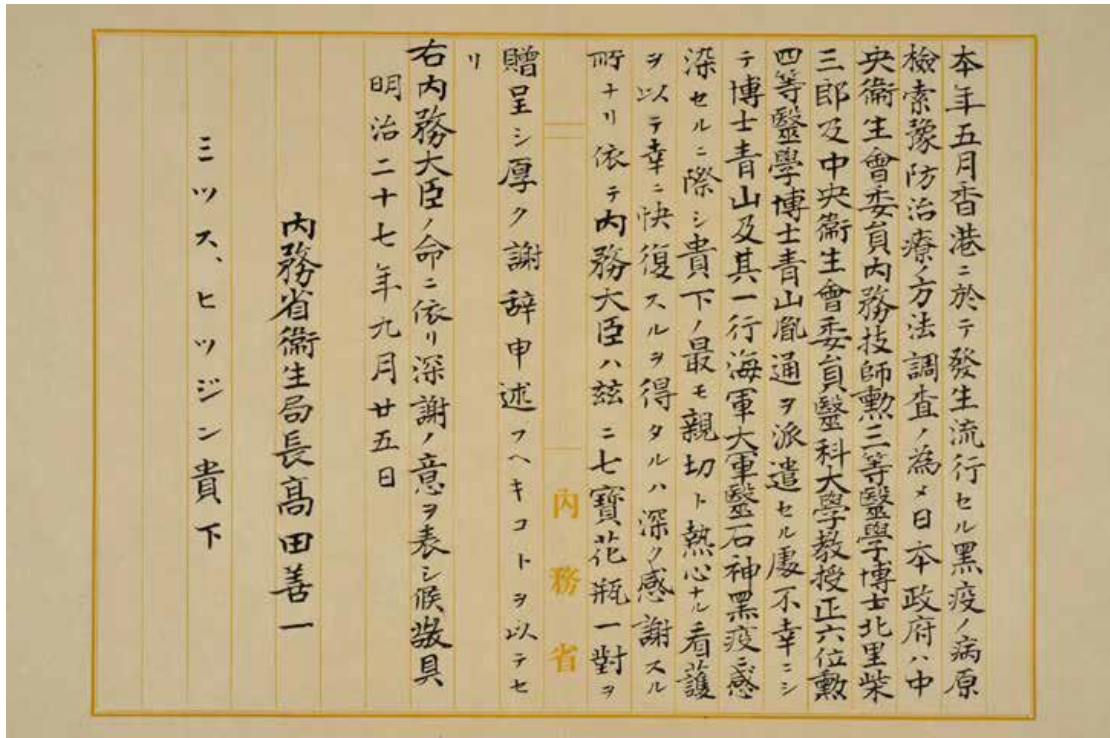 本年五月香港ニ於テ發生流行セル黑疫ノ病原
檢索豫防治療ノ方法調査ノ為メ日本政府ハ中
央衞生會委員内務技師勲三等醫學博士北里柴
三郎及中央衞生會委員醫科大學教授正六位勲
四等醫學博士青山胤通ヲ派遣セル處不幸ニシ
テ博士青山及其一行海軍大軍醫石神黑疫ニ感
染セルニ際シ貴下ノ最モ親切ト熱心ナル看護
ヲ以テ幸ニ快復スルヲ得タルハ深ク感謝スル
所ナリ依テ内務大臣ハ茲ニ七寶花瓶一對ヲ
内務省
贈呈シ厚ク謝辞申述フヘキコトヲ以テセ
リ
右内務大臣ノ命ニ依リ深謝ノ意ヲ表シ候敬具
明治二十七年九月廿五日
内務省衞生局長髙田善一
ミツス、ヒツジン貴下